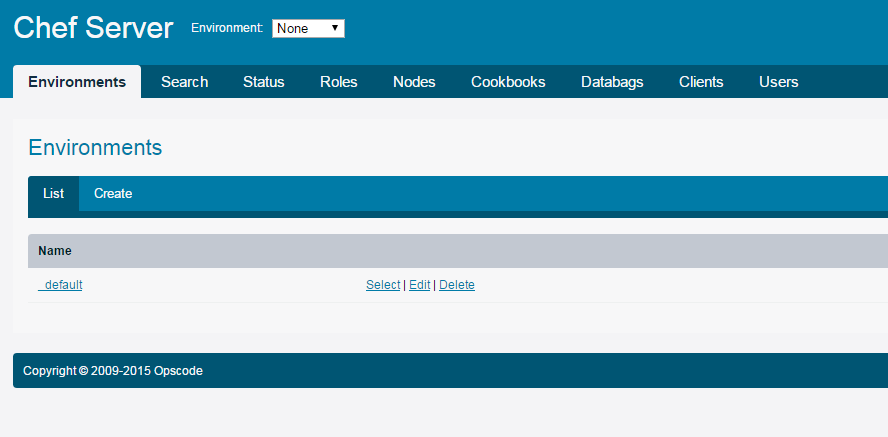 Chef Server Environment: None
Environments Search Status Roles Nodes Cookbooks Databags Clients Users
Environments
List Create
Name
_default Select | Edit | Delete
Copyright © 2009-2015 Opscode